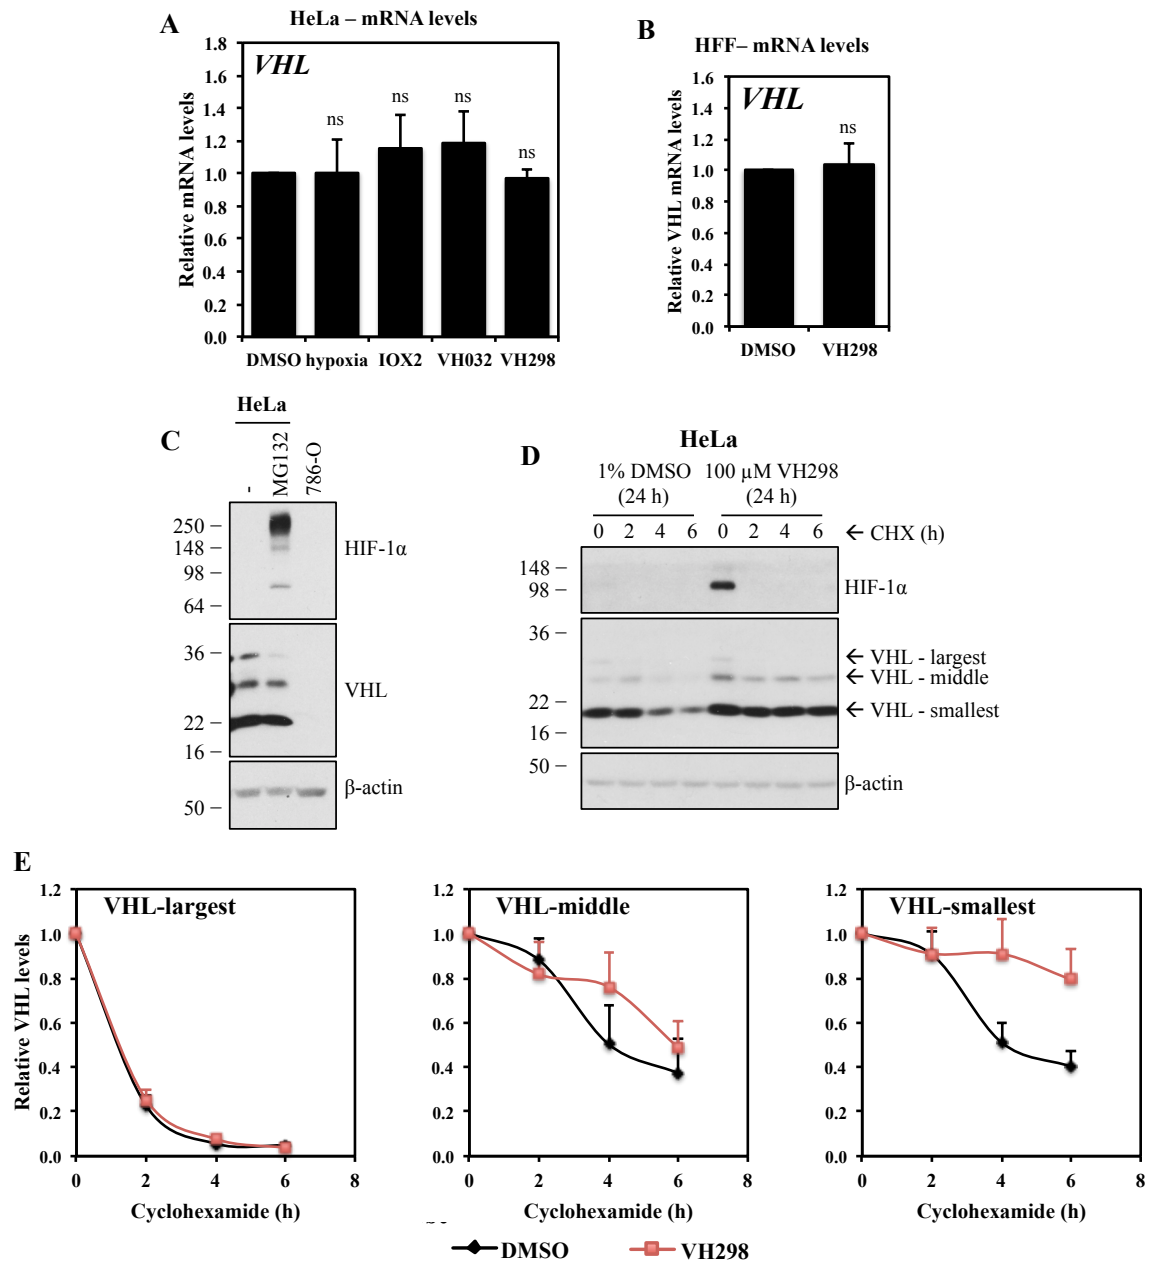 A
HeLa – mRNA levels
VHL
Relative mRNA levels
1.8
1.6
1.4
1.2
1.0
0.8
0.6
0.4
0.2
0.0
ns
ns
ns
ns
DMSO hypoxia IOX2 VH032 VH298
B
HFF– mRNA levels
VHL
Relative VHL mRNA levels
1.6
1.4
1.2
1.0
0.8
0.6
0.4
0.2
0.0
ns
DMSO VH298
C
HeLa
- MG132 786-O
250
148
98
64
HIF-1α
36
22
16
VHL
50
β-actin
D
HeLa
1% DMSO 100 µM VH298
(24 h) (24 h)
0 2 4 6 0 2 4 6 ← CHX (h)
148
98
HIF-1α
36
22
16
← VHL - largest
← VHL - middle
← VHL - smallest
50
β-actin
E
Relative VHL levels
VHL-largest
1.2
1.0
0.8
0.6
0.4
0.2
0.0
0 2 4 6 8
Cyclohexamide (h)
VHL-middle
1.2
1.0
0.8
0.6
0.4
0.2
0.0
0 2 4 6 8
Cyclohexamide (h)
VHL-smallest
1.2
1.0
0.8
0.6
0.4
0.2
0.0
0 2 4 6 8
Cyclohexamide (h)
DMSO VH298